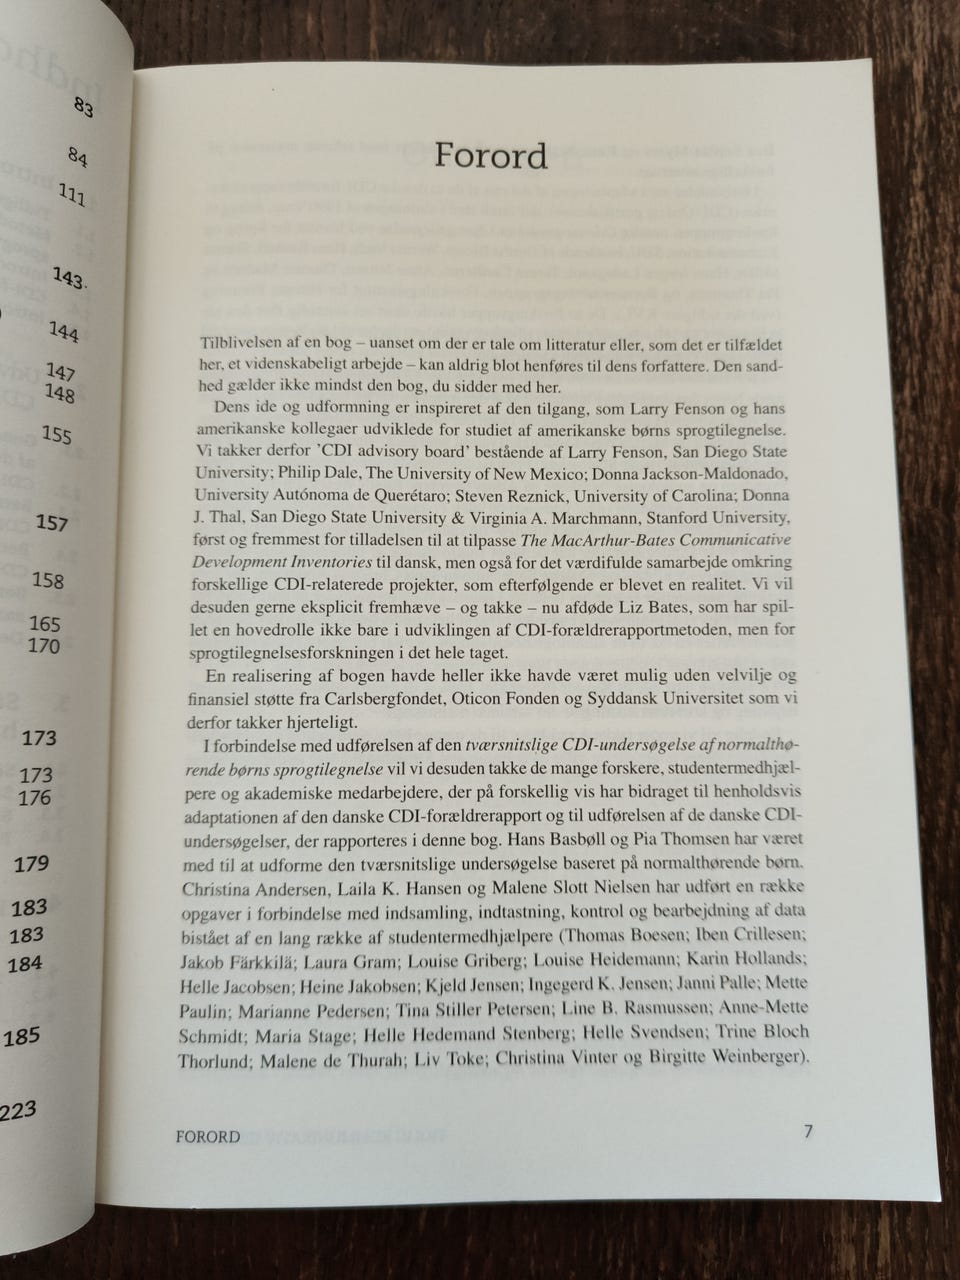 83
84
111
143
144
147
148
155
157
158
165
170
173
173
176
179
183
183
184
185
223
Forord
Tilblivelsen af en bog – uanset om der er tale om litteratur eller, som det er tilfældet
her, et videnskabeligt arbejde – kan aldrig blot henføres til dens forfattere. Den sand-
hed gælder ikke mindst den bog, du sidder med her.
Dens ide og udformning er inspireret af den tilgang, som Larry Fenson og hans
amerikanske kollegaer udviklede for studiet af amerikanske børns sprogtilegnelse.
Vi takker derfor 'CDI advisory board' bestående af Larry Fenson, San Diego State
University; Philip Dale, The University of New Mexico; Donna Jackson-Maldonado,
University Autónoma de Querétaro; Steven Reznick, University of Carolina; Donna
J. Thal, San Diego State University & Virginia A. Marchmann, Stanford University,
først og fremmest for tilladelsen til at tilpasse The MacArthur-Bates Communicative
Development Inventories til dansk, men også for det værdifulde samarbejde omkring
forskellige CDI-relaterede projekter, som efterfølgende er blevet en realitet. Vi vil
desuden gerne eksplicit fremhæve – og takke – nu afdøde Liz Bates, som har spil-
let en hovedrolle ikke bare i udviklingen af CDI-forældrerapportmetoden, men for
sprogtilegnelsesforskningen i det hele taget.
En realisering af bogen havde heller ikke havde været mulig uden velvilje og
finansiel støtte fra Carlsbergfondet, Oticon Fonden og Syddansk Universitet som vi
derfor takker hjerteligt.
I forbindelse med udførelsen af den tværsnitslige CDI-undersøgelse af normalthø-
rende børns sprogtilegnelse vil vi desuden takke de mange forskere, studentermedhjæl-
pere og akademiske medarbejdere, der på forskellig vis har bidraget til henholdsvis
adaptationen af den danske CDI-forældrerapport og til udførelsen af de danske CDI-
undersøgelser, der rapporteres i denne bog. Hans Basbøll og Pia Thomsen har været
med til at udforme den tværsnitslige undersøgelse baseret på normalthørende børn.
Christina Andersen, Laila K. Hansen og Malene Slott Nielsen har udført en række
opgaver i forbindelse med indsamling, indtastning, kontrol og bearbejdning af data
bistået af en lang række af studentermedhjælpere (Thomas Boesen; Iben Crillesen;
Jakob Färkkilä; Laura Gram; Louise Griberg; Louise Heidemann; Karin Hollands;
Helle Jacobsen; Heine Jakobsen; Kjeld Jensen; Ingegerd K. Jensen; Janni Palle; Mette
Paulin; Marianne Pedersen; Tina Stiller Petersen; Line B. Rasmussen; Anne-Mette
Schmidt; Maria Stage; Helle Hedemand Stenberg; Helle Svendsen; Trine Bloch
Thorlund; Malene de Thurah; Liv Toke; Christina Vinter og Birgitte Weinberger).
FORORD
7